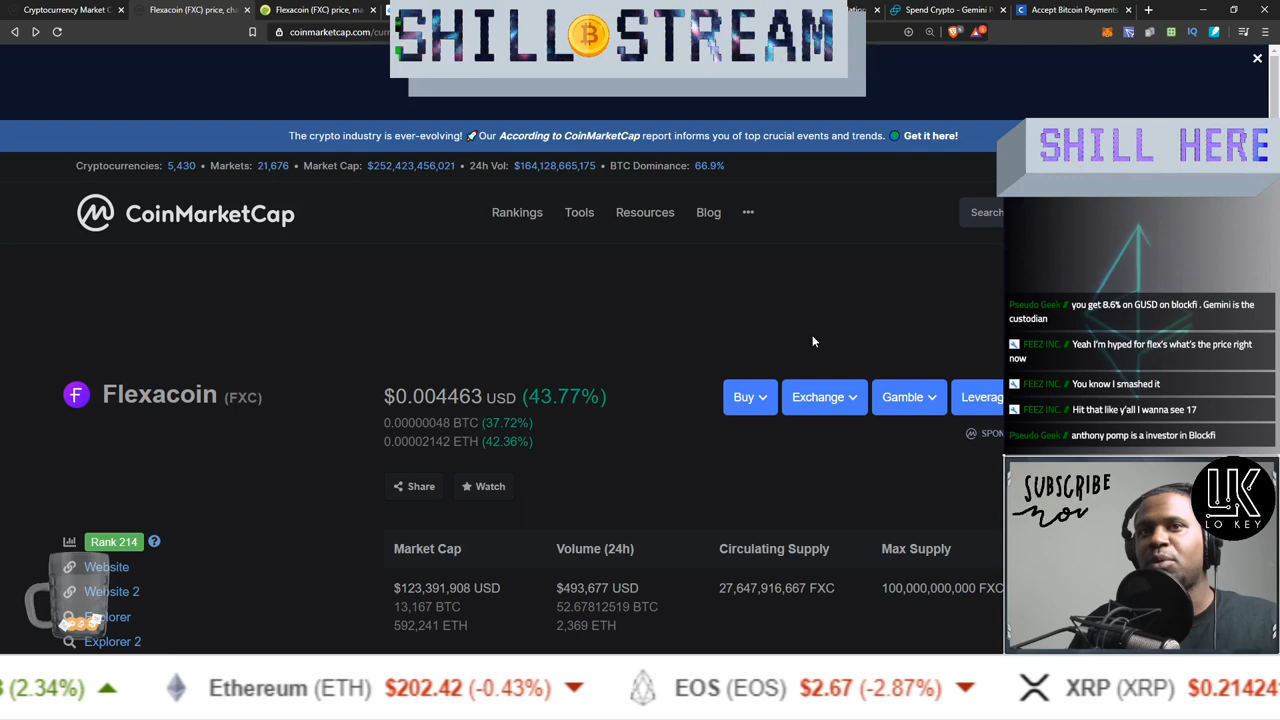 Cryptocurrency Market C
Flexacoin (FXC) price, cha
Flexacoin (FXC) price, ma
Spend Crypto - Gemini P
Accept Bitcoin Payments
coinmarketcap.com/curr
SHILL STREAM
The crypto industry is ever-evolving! 🚀 Our According to CoinMarketCap report informs you of top crucial events and trends. Get it here!
SHILL HERE
Cryptocurrencies: 5,430 • Markets: 21,676 • Market Cap: $252,423,456,021 • 24h Vol: $164,128,665,175 • BTC Dominance: 66.9%
CoinMarketCap
Rankings Tools Resources Blog ••• Search
Pseudo Geek // you get 8.6% on GUSD on blockfi . Gemini is the
custodian
FEEZ INC. // Yeah I'm hyped for flex's what's the price right
now
FEEZ INC. // You know I smashed it
FEEZ INC. // Hit that like y'all I wanna see 17
Pseudo Geek // anthony pomp is a investor in Blockfi
Flexacoin (FXC)
$0.004463 USD (43.77%)
0.00000048 BTC (37.72%)
0.00002142 ETH (42.36%)
Buy Exchange Gamble Leverag
SPON
Share Watch
SUBSCRIBE
NOW
LK
LO KEY
Rank 214
Website
Website 2
Explorer
Explorer 2
Market Cap Volume (24h) Circulating Supply Max Supply
$123,391,908 USD $493,677 USD 27,647,916,667 FXC 100,000,000,000 FXC
13,167 BTC 52.67812519 BTC
592,241 ETH 2,369 ETH
(2.34%) Ethereum (ETH) $202.42 (-0.43%) EOS (EOS) $2.67 (-2.87%) XRP (XRP) $0.21424